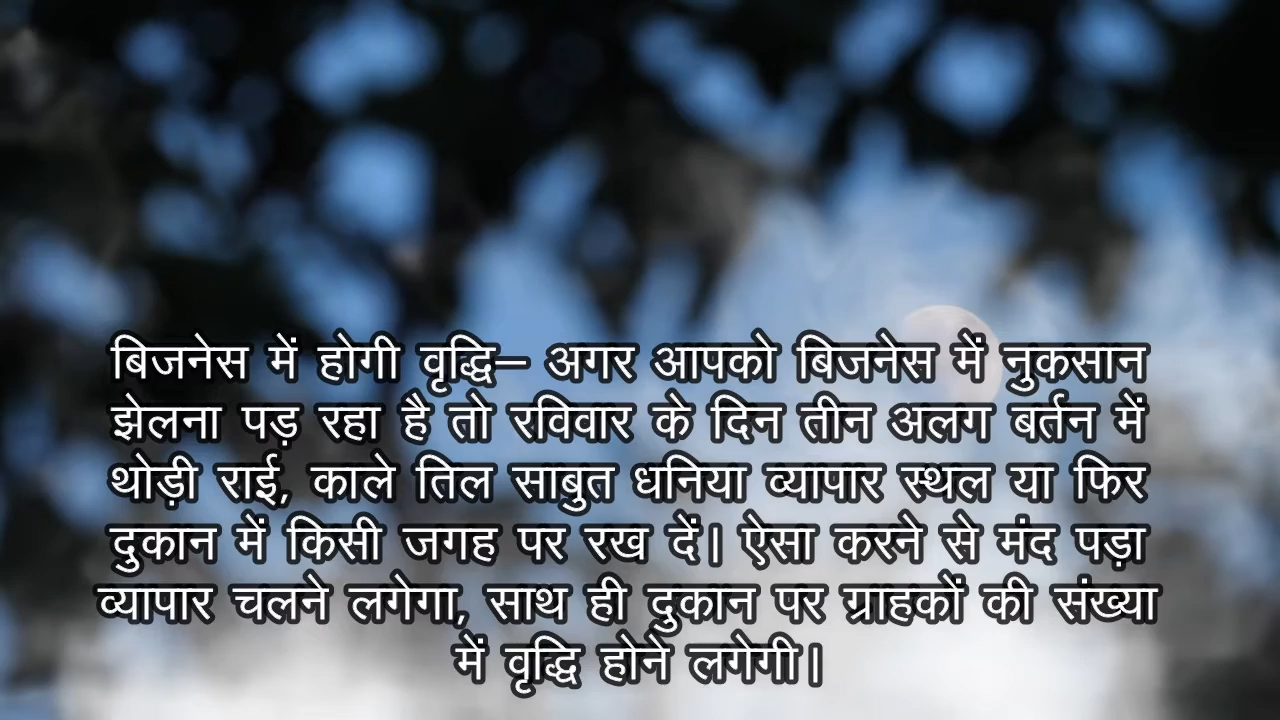 बिजनेस में होगी वृद्धि– अगर आपको बिजनेस में नुकसान
झेलना पड़ रहा है तो रविवार के दिन तीन अलग बर्तन में
थोड़ी राई, काले तिल साबुत धनिया व्यापार स्थल या फिर
दुकान में किसी जगह पर रख दें। ऐसा करने से मंद पड़ा
व्यापार चलने लगेगा, साथ ही दुकान पर ग्राहकों की संख्या
में वृद्धि होने लगेगी।